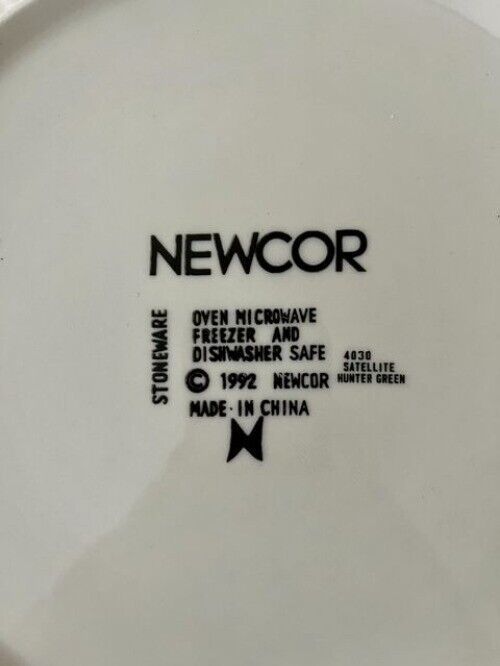 NEWCOR
STONEWARE
OVEN MICROWAVE
FREEZER AND
DISHWASHER SAFE
© 1992 NEWCOR
MADE·IN CHINA
4030
SATELLITE
HUNTER GREEN
N